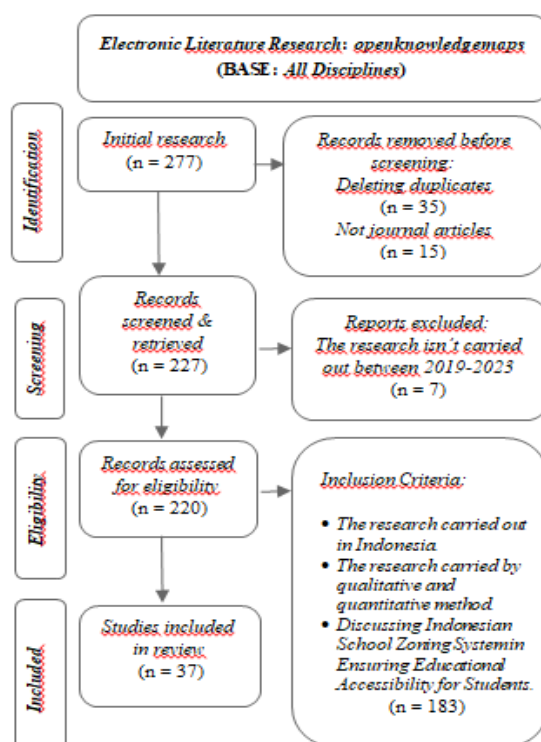 Electronic Literature Research: openknowledgemaps
(BASE: All Disciplines)
Identification
Initial research
(n = 277)
Records removed before
screening:
Deleting duplicates
(n = 35)
Not journal articles
(n = 15)
Screening
Records
screened &
retrieved
(n = 227)
Reports excluded:
The research isn´t carried
out between 2019-2023
(n = 7)
Eligibility
Records assessed
for eligibility
(n = 220)
Inclusion Criteria:
• The research carried out
in Indonesia.
• The research carried by
qualitative and
quantitative method.
• Discussing Indonesian
School Zoning Systemin
Ensuring Educational
Accessibility for Students.
(n = 183)
Included
Studies included
in review
(n = 37)